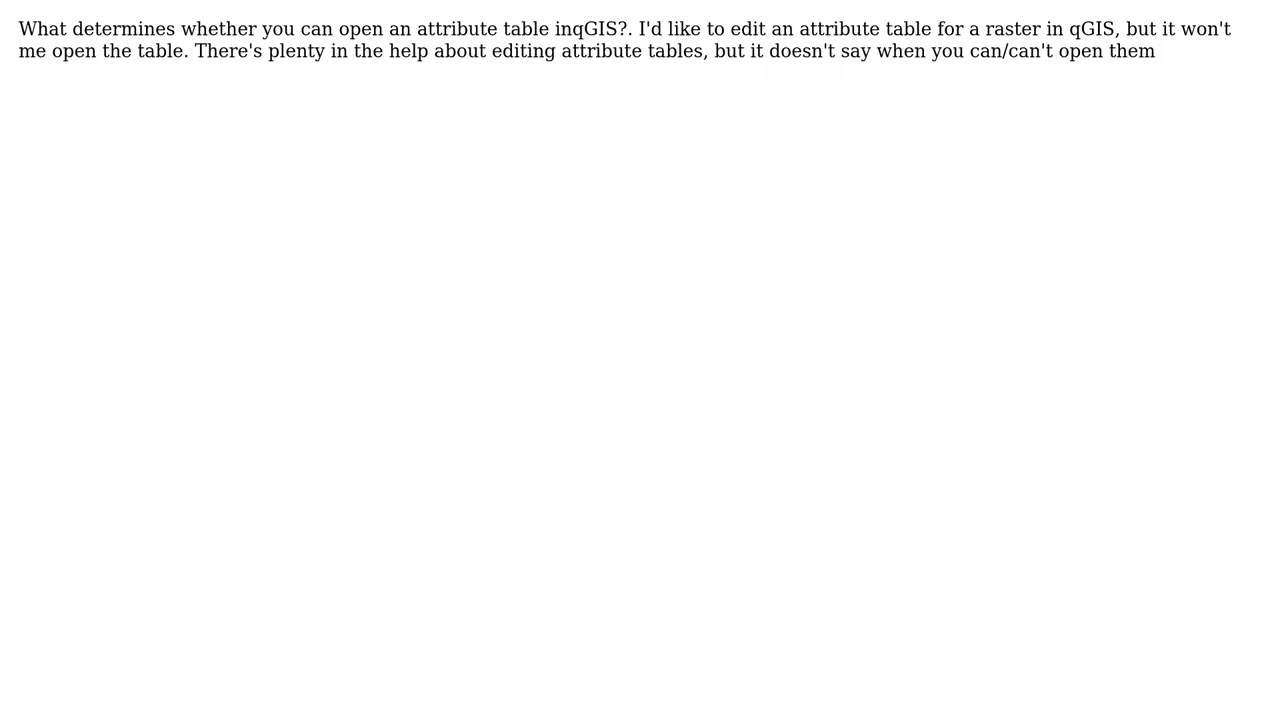 What determines whether you can open an attribute table inqGIS?. I'd like to edit an attribute table for a raster in qGIS, but it won't
me open the table. There's plenty in the help about editing attribute tables, but it doesn't say when you can/can't open them